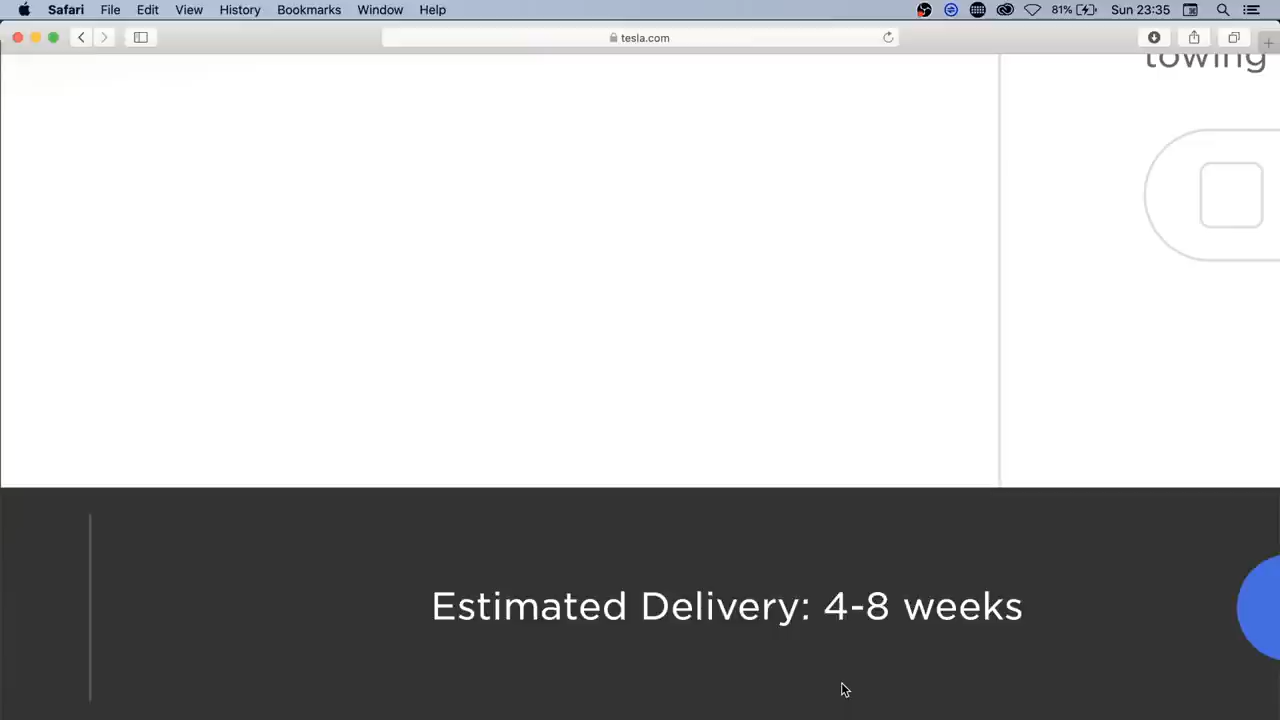 Safari File Edit View History Bookmarks Window Help 81% Sun 23:35
tesla.com
towing
Estimated Delivery: 4-8 weeks